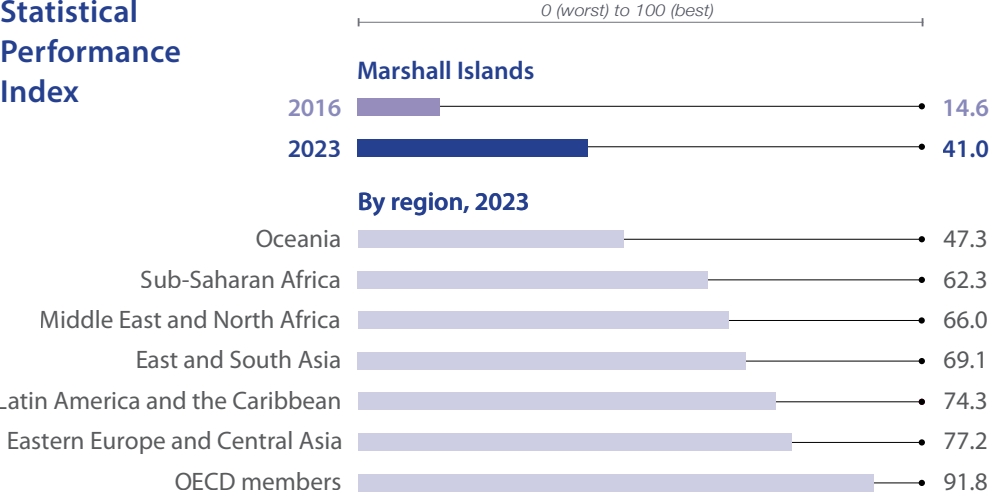 Statistical
Performance
Index
0 (worst) to 100 (best)
Marshall Islands
2016 14.6
2023 41.0
By region, 2023
Oceania 47.3
Sub-Saharan Africa 62.3
Middle East and North Africa 66.0
East and South Asia 69.1
Latin America and the Caribbean 74.3
Eastern Europe and Central Asia 77.2
OECD members 91.8